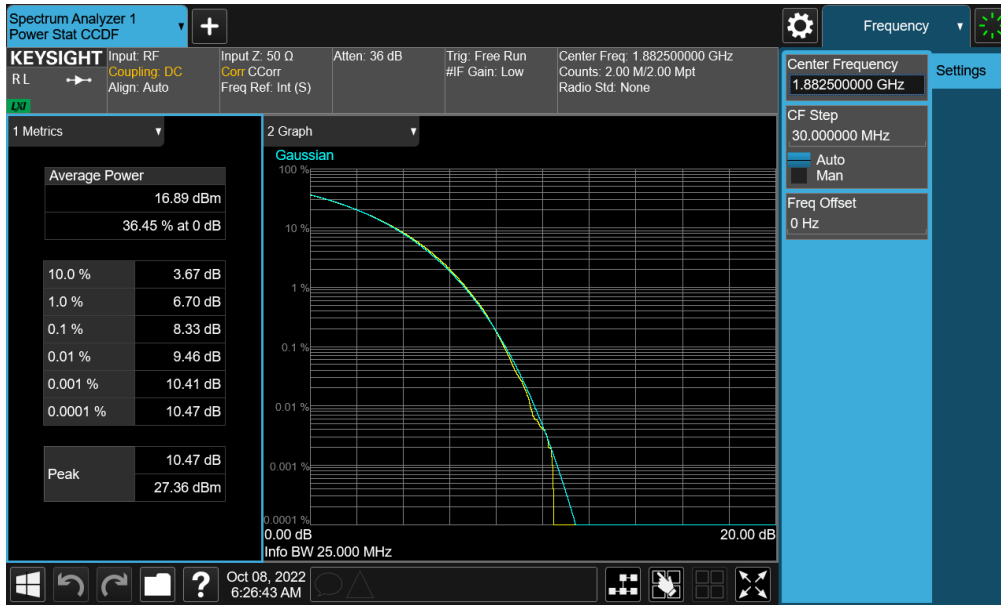 Spectrum Analyzer 1
Power Stat CCDF
Frequency
KEYSIGHT
RL
LXI
Input: RF
Coupling: DC
Align: Auto
Input Z: 50 Ω
Corr CCorr
Freq Ref: Int (S)
Atten: 36 dB
Trig: Free Run
#IF Gain: Low
Center Freq: 1.882500000 GHz
Counts: 2.00 M/2.00 Mpt
Radio Std: None
Center Frequency
1.882500000 GHz
Settings
CF Step
30.000000 MHz
Auto
Man
Freq Offset
0 Hz
1 Metrics
Average Power
16.89 dBm
36.45 % at 0 dB
10.0 % 3.67 dB
1.0 % 6.70 dB
0.1 % 8.33 dB
0.01 % 9.46 dB
0.001 % 10.41 dB
0.0001 % 10.47 dB
Peak
10.47 dB
27.36 dBm
2 Graph
Gaussian
100 %
10 %
1 %
0.1 %
0.01 %
0.001 %
0.0001 %
0.00 dB 20.00 dB
Info BW 25.000 MHz
?
Oct 08, 2022
6:26:43 AM